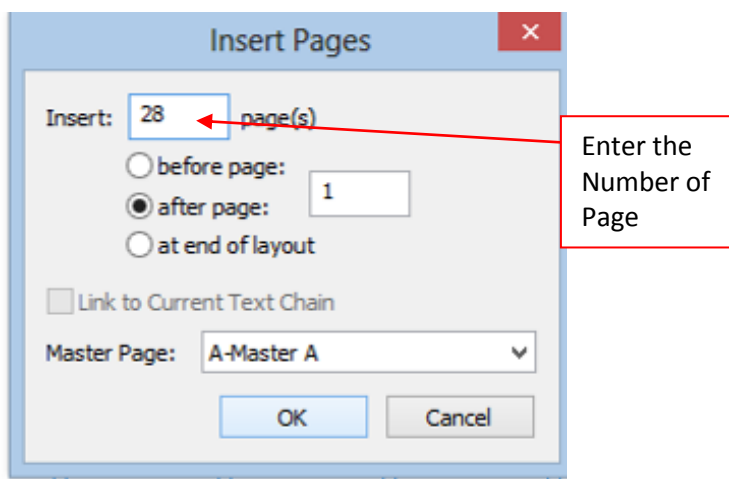 Insert Pages
Insert: 28 page(s)
before page:
1
after page:
at end of layout
Link to Current Text Chain
Master Page: A-Master A
OK Cancel
Enter the
Number of
Page